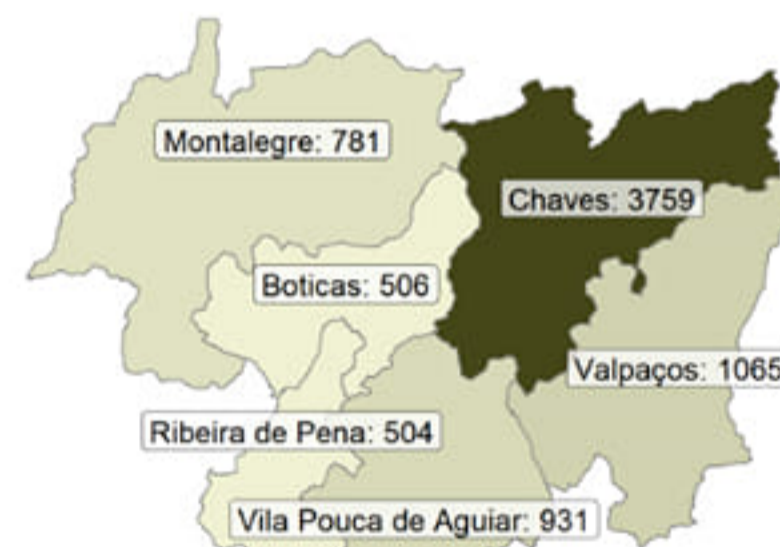 Montalegre: 781
Chaves: 3759
Boticas: 506
Valpaços: 1065
Ribeira de Pena: 504
Vila Pouca de Aguiar: 931